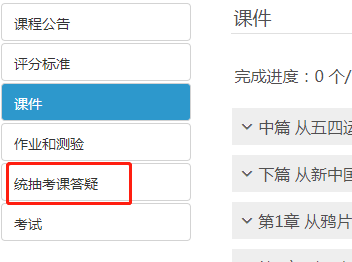 课程公告
评分标准
课件
作业和测验
统抽考课答疑
考试
课件
完成进度：0 个/
中篇 从五四运
下篇 从新中国
第1章 从鸦片